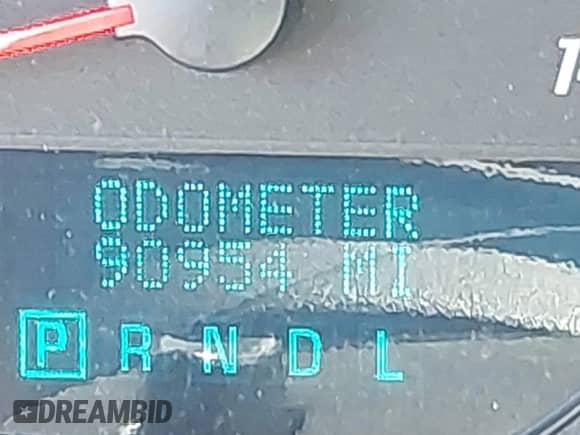 ODOMETER
90954 MI
P R N D L
DREAMBID